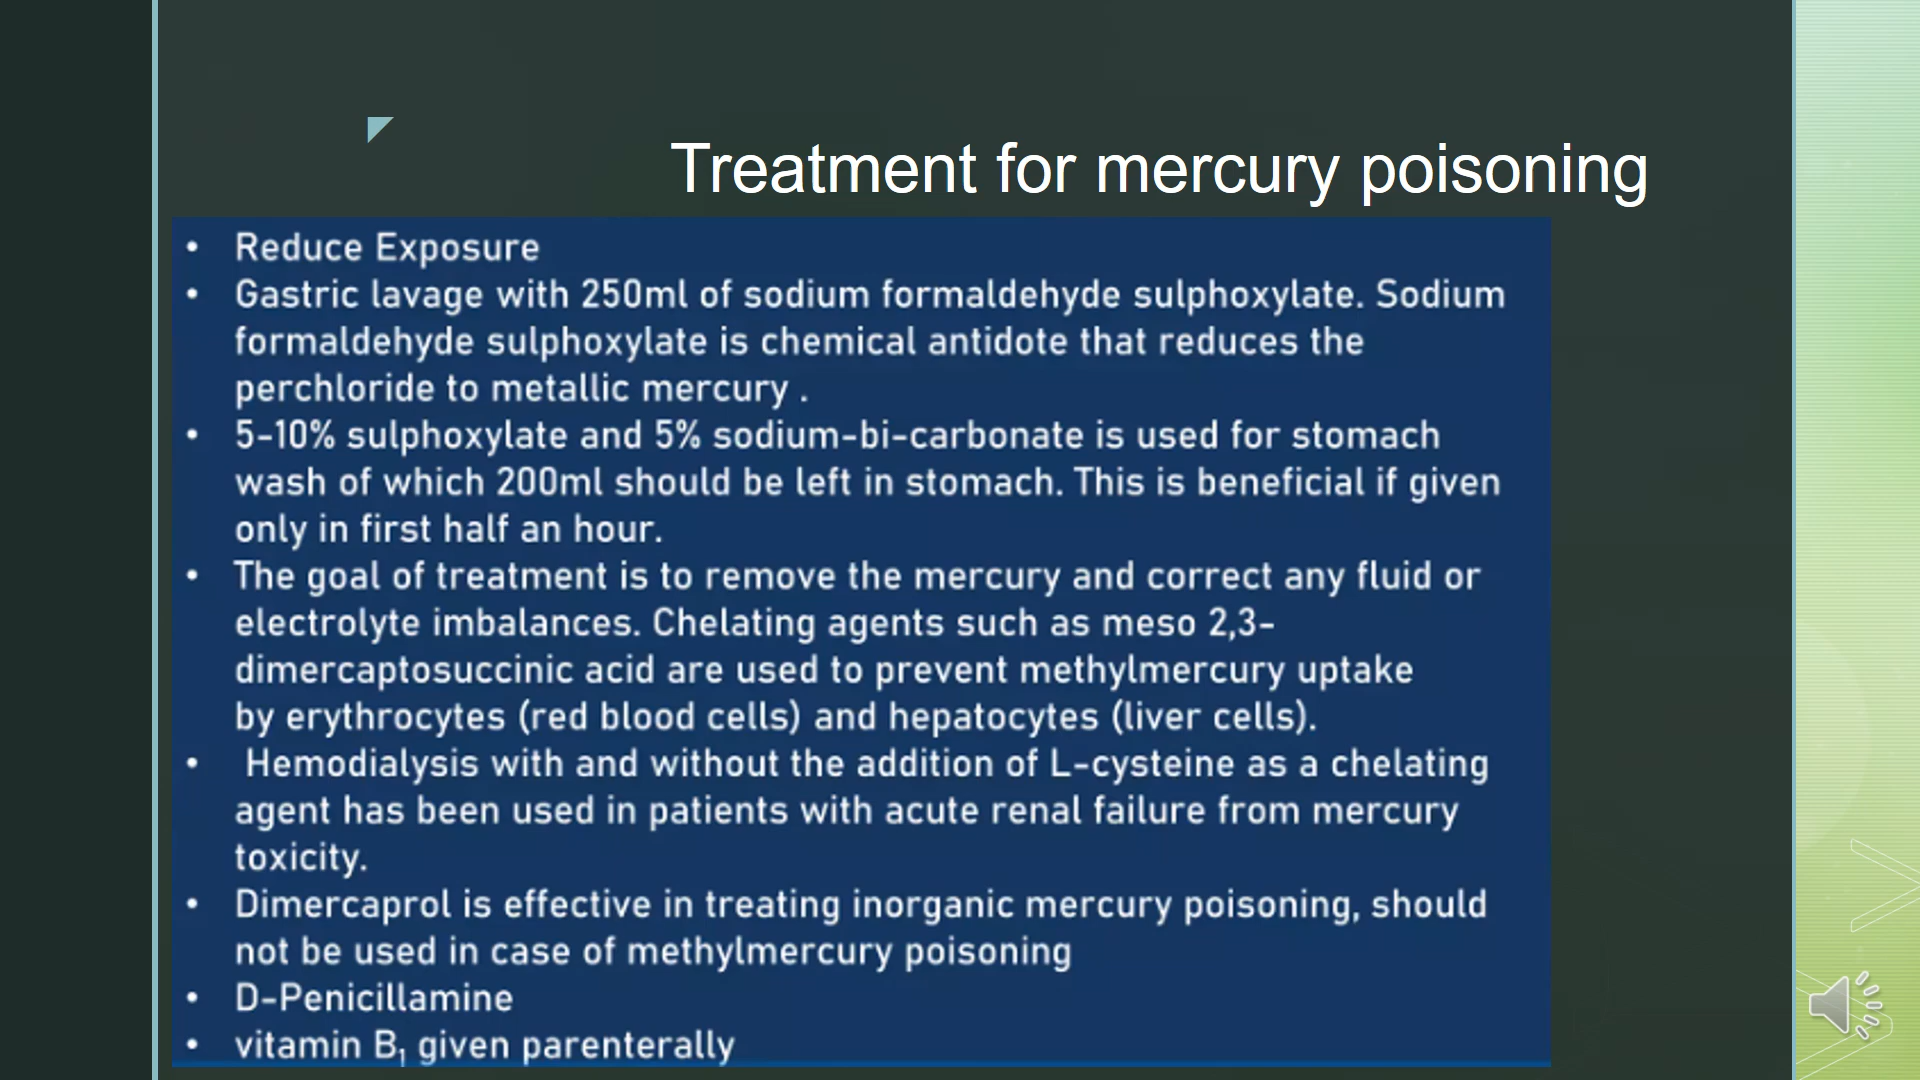 Treatment for mercury poisoning
• Reduce Exposure
• Gastric lavage with 250ml of sodium formaldehyde sulphoxylate. Sodium
formaldehyde sulphoxylate is chemical antidote that reduces the
perchloride to metallic mercury .
• 5-10% sulphoxylate and 5% sodium-bi-carbonate is used for stomach
wash of which 200ml should be left in stomach. This is beneficial if given
only in first half an hour.
• The goal of treatment is to remove the mercury and correct any fluid or
electrolyte imbalances. Chelating agents such as meso 2,3-
dimercaptosuccinic acid are used to prevent methylmercury uptake
by erythrocytes (red blood cells) and hepatocytes (liver cells).
• Hemodialysis with and without the addition of L-cysteine as a chelating
agent has been used in patients with acute renal failure from mercury
toxicity.
• Dimercaprol is effective in treating inorganic mercury poisoning, should
not be used in case of methylmercury poisoning
• D-Penicillamine
• vitamin B₁ given parenterally